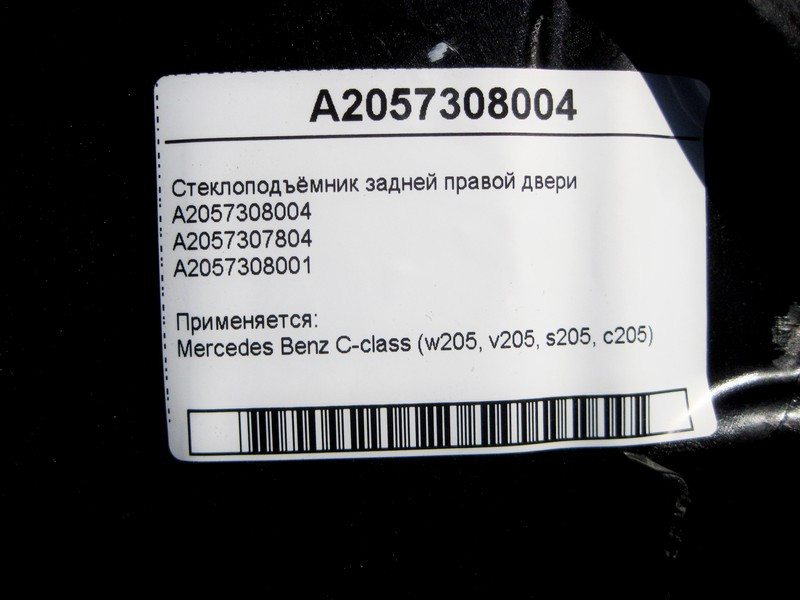 A2057308004
Стеклоподъёмник задней правой двери
A2057308004
A2057307804
A2057308001
Применяется:
Mercedes Benz C-class (w205, v205, s205, c205)